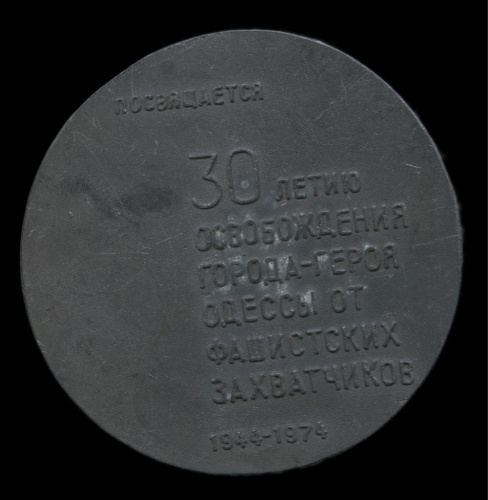 ПОСВЯЩАЕТСЯ
30 ЛЕТИЮ
ОСВОБОЖДЕНИЯ
ГОРОДА-ГЕРОЯ
ОДЕССЫ ОТ
ФАШИСТСКИХ
ЗАХВАТЧИКОВ
1944-1974